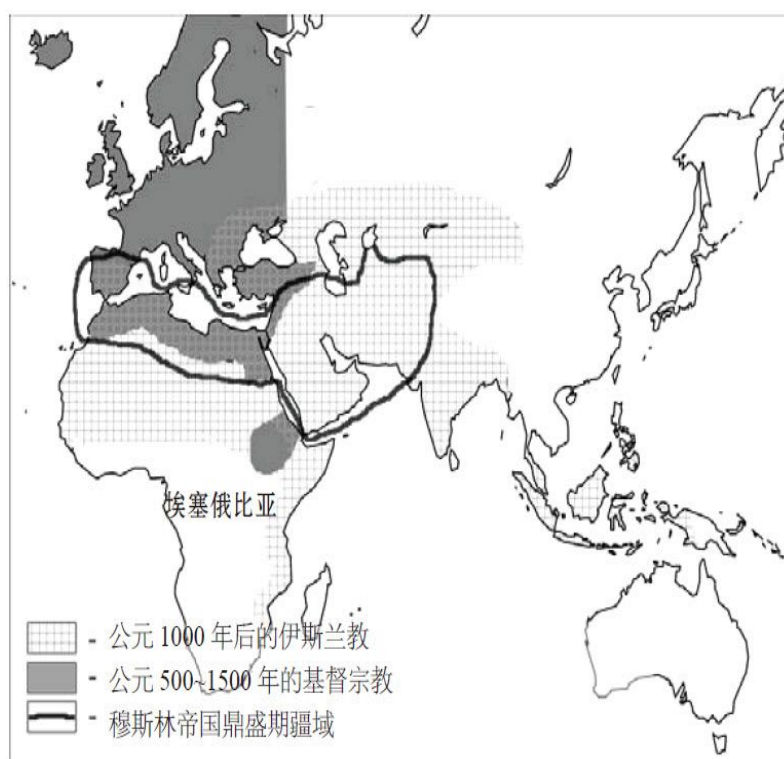 埃塞俄比亚
- 公元 1000 年后的伊斯兰教
- 公元 500~1500 年的基督宗教
- 穆斯林帝国鼎盛期疆域